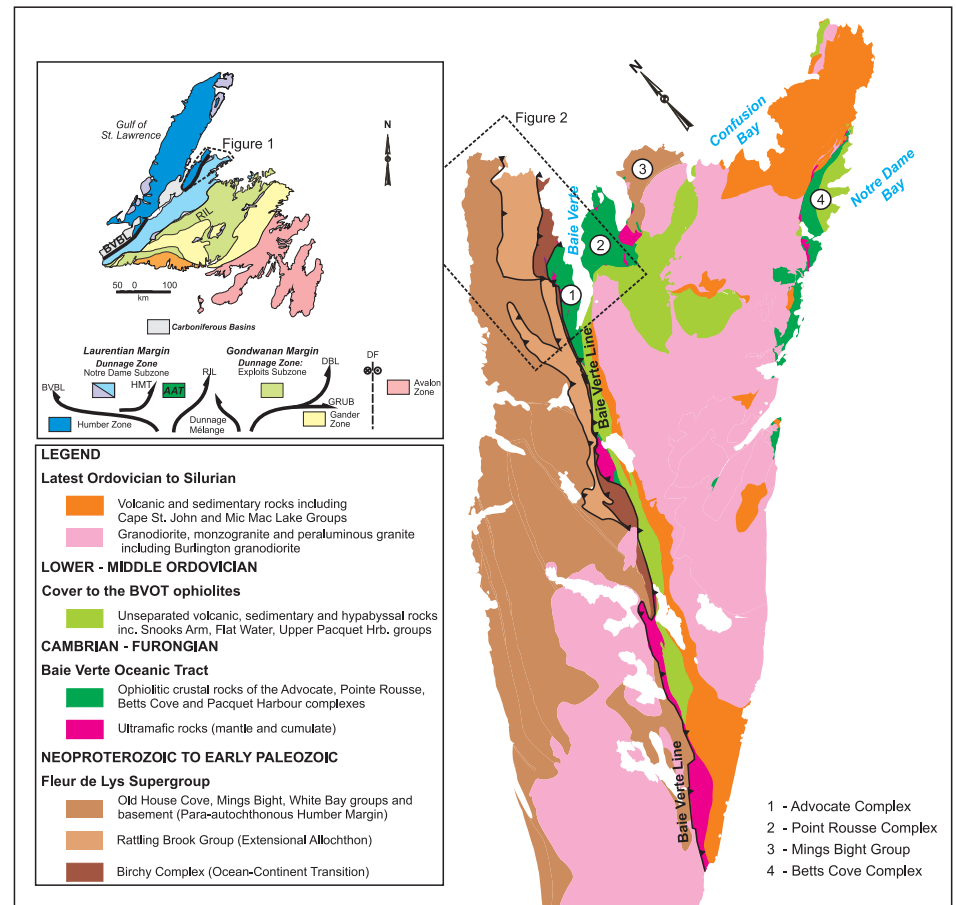 Gulf of
St. Lawrence
Figure 1
N
RIL
BVBL
50 0 100
km
Carboniferous Basins
Laurentian Margin
Dunnage Zone
Notre Dame Subzone
Gondwanan Margin
Dunnage Zone:
Exploits Subzone
BVBL
HMT
AAT
RIL
DBL
DF
GRUB
Avalon
Zone
Humber Zone
Dunnage
Mélange
Gander
Zone
LEGEND
Latest Ordovician to Silurian
Volcanic and sedimentary rocks including
Cape St. John and Mic Mac Lake Groups
Granodiorite, monzogranite and peraluminous granite
including Burlington granodiorite
LOWER - MIDDLE ORDOVICIAN
Cover to the BVOT ophiolites
Unseparated volcanic, sedimentary and hypabyssal rocks
inc. Snooks Arm, Flat Water, Upper Pacquet Hrb. groups
CAMBRIAN - FURONGIAN
Baie Verte Oceanic Tract
Ophiolitic crustal rocks of the Advocate, Pointe Rousse,
Betts Cove and Pacquet Harbour complexes
Ultramafic rocks (mantle and cumulate)
NEOPROTEROZOIC TO EARLY PALEOZOIC
Fleur de Lys Supergroup
Old House Cove, Mings Bight, White Bay groups and
basement (Para-autochthonous Humber Margin)
Rattling Brook Group (Extensional Allochthon)
Birchy Complex (Ocean-Continent Transition)
N
Figure 2
Confusion
Bay
Notre Dame
Bay
Baie Verte
3
4
2
1
Baie Verte Line
Baie Verte Line
1 - Advocate Complex
2 - Point Rousse Complex
3 - Mings Bight Group
4 - Betts Cove Complex